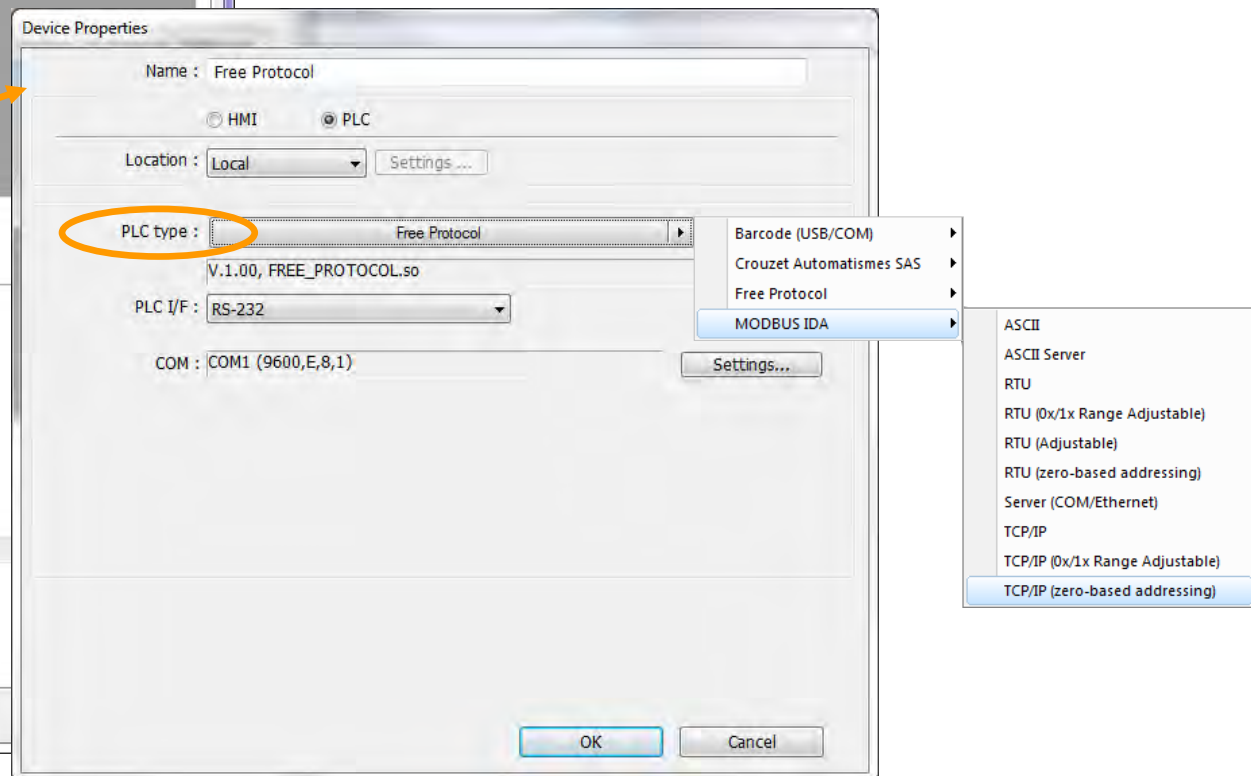 Device Properties
Name : Free Protocol
HMI PLC
Location : Local Settings ...
PLC type : Free Protocol
V.1.00, FREE_PROTOCOL.so
PLC I/F : RS-232
COM : COM1 (9600,E,8,1) Settings...
OK Cancel
Barcode (USB/COM)
Crouzet Automatismes SAS
Free Protocol
MODBUS IDA
ASCII
ASCII Server
RTU
RTU (0x/1x Range Adjustable)
RTU (Adjustable)
RTU (zero-based addressing)
Server (COM/Ethernet)
TCP/IP
TCP/IP (0x/1x Range Adjustable)
TCP/IP (zero-based addressing)